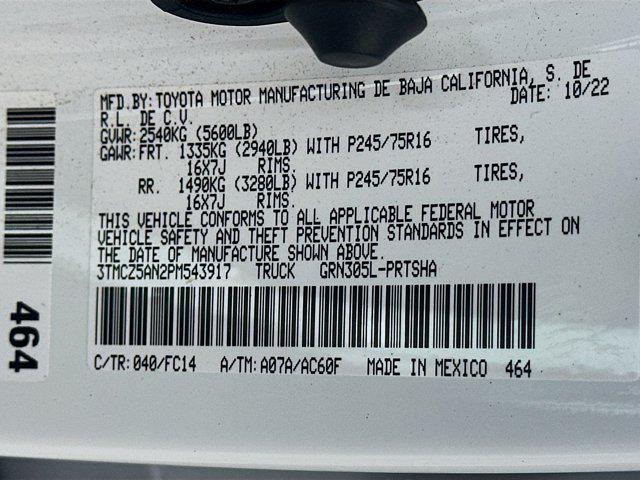 MFD.BY: TOYOTA MOTOR MANUFACTURING DE BAJA CALIFORNIA, S. DE
R.L. DE C.V. DATE: 10/22
GVWR: 2540KG (5600LB)
GAWR: FRT. 1335KG (2940LB) WITH P245/75R16 TIRES,
16X7J RIMS.
RR. 1490KG (3280LB) WITH P245/75R16 TIRES,
16X7J RIMS.
THIS VEHICLE CONFORMS TO ALL APPLICABLE FEDERAL MOTOR
VEHICLE SAFETY AND THEFT PREVENTION STANDARDS IN EFFECT ON
THE DATE OF MANUFACTURE SHOWN ABOVE.
3TMCZ5AN2PM543917 TRUCK GRN305L-PRTSHA
C/TR: 040/FC14 A/TM: A07A/AC60F MADE IN MEXICO 464
464